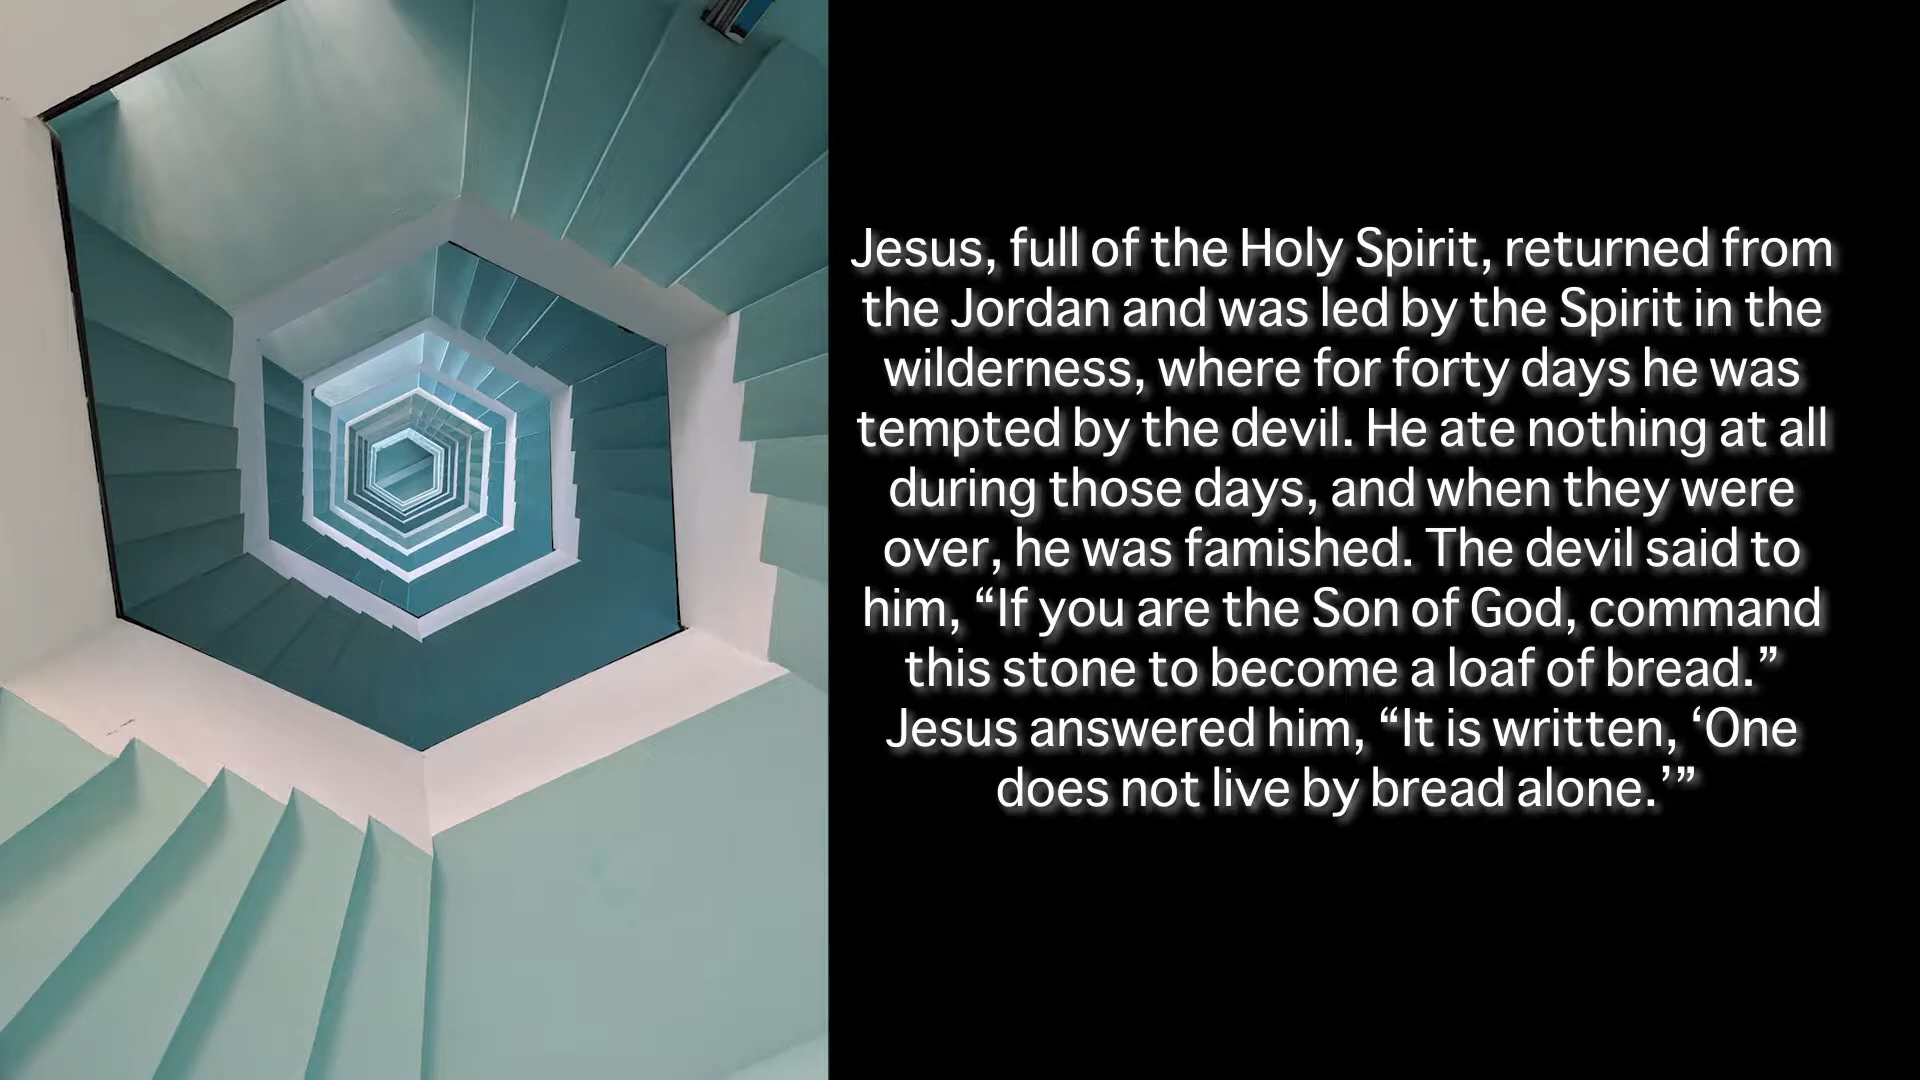 Jesus, full of the Holy Spirit, returned from
the Jordan and was led by the Spirit in the
wilderness, where for forty days he was
tempted by the devil. He ate nothing at all
during those days, and when they were
over, he was famished. The devil said to
him, “If you are the Son of God, command
this stone to become a loaf of bread.”
Jesus answered him, “It is written, ‘One
does not live by bread alone.’”